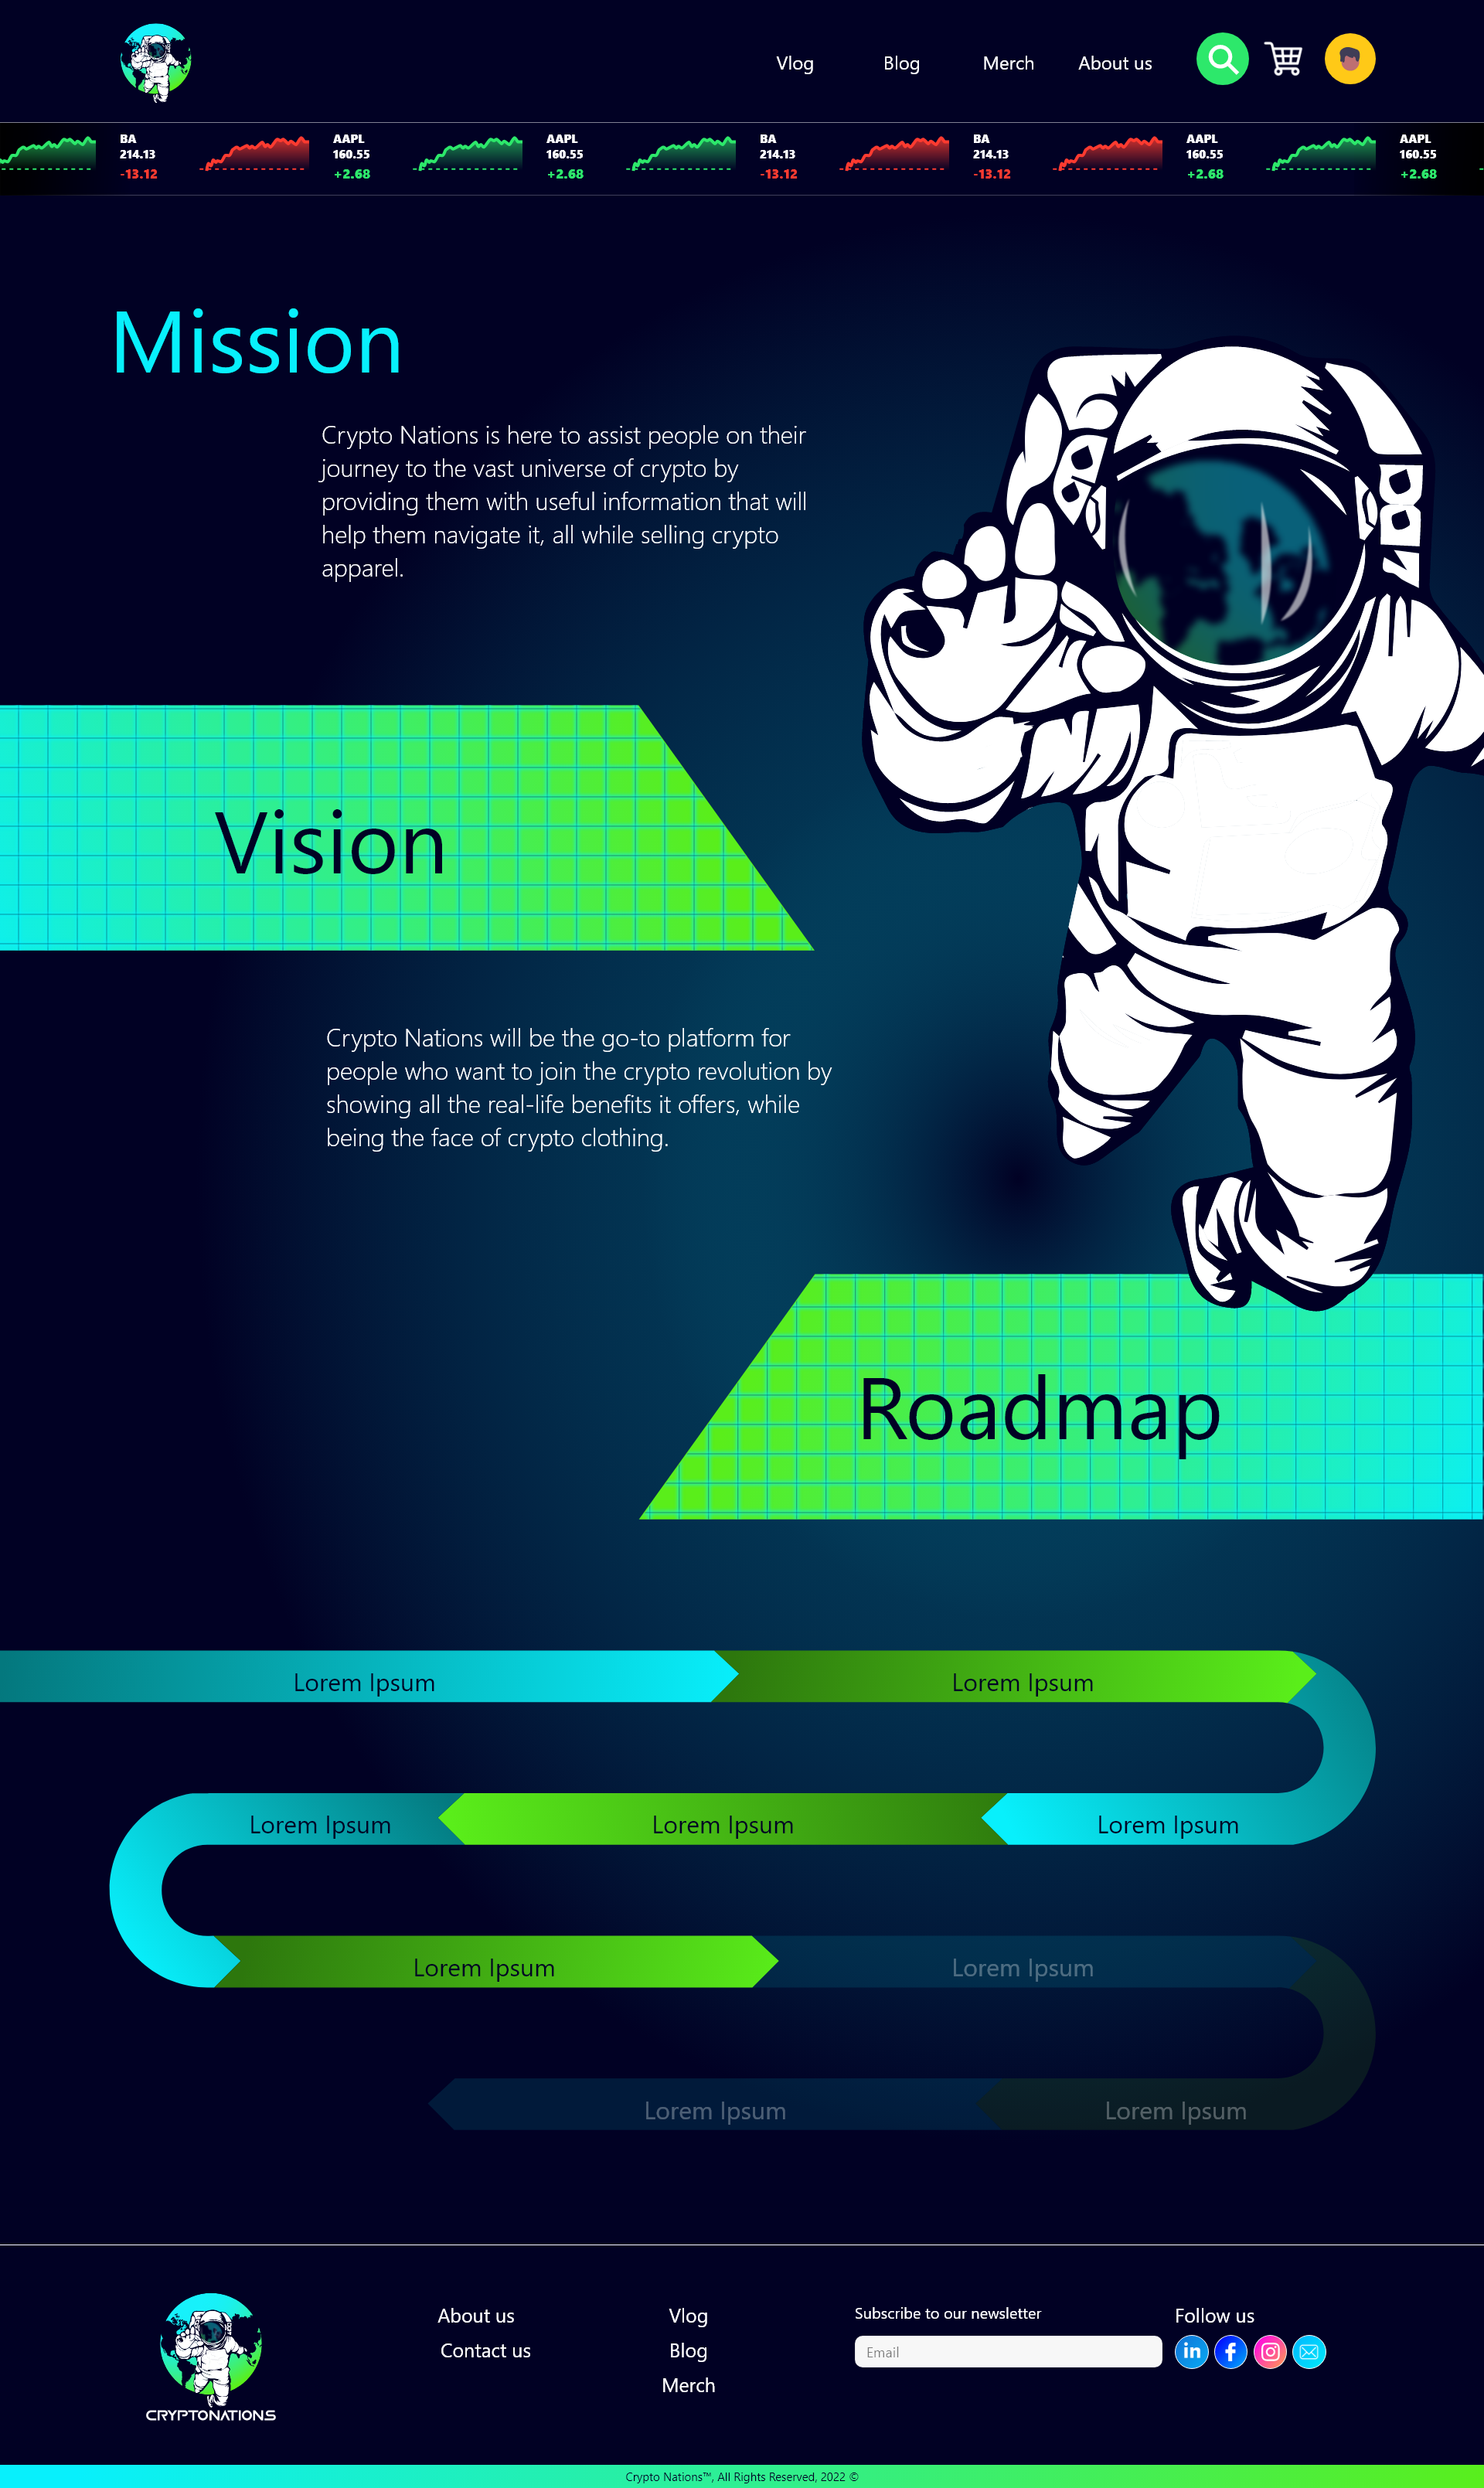 Vlog
Blog
Merch
About us
BA
214.13
-13.12
AAPL
160.55
+2.68
AAPL
160.55
+2.68
BA
214.13
-13.12
BA
214.13
-13.12
AAPL
160.55
+2.68
AAPL
160.55
+2.68
Mission
Crypto Nations is here to assist people on their
journey to the vast universe of crypto by
providing them with useful information that will
help them navigate it, all while selling crypto
apparel.
Vision
Crypto Nations will be the go-to platform for
people who want to join the crypto revolution by
showing all the real-life benefits it offers, while
being the face of crypto clothing.
Roadmap
Lorem Ipsum
Lorem Ipsum
Lorem Ipsum
Lorem Ipsum
Lorem Ipsum
Lorem Ipsum
Lorem Ipsum
Lorem Ipsum
Lorem Ipsum
CRYPTONATIONS
About us
Contact us
Vlog
Blog
Merch
Subscribe to our newsletter
Email
Follow us
in
f
Crypto Nations™, All Rights Reserved, 2022 ©